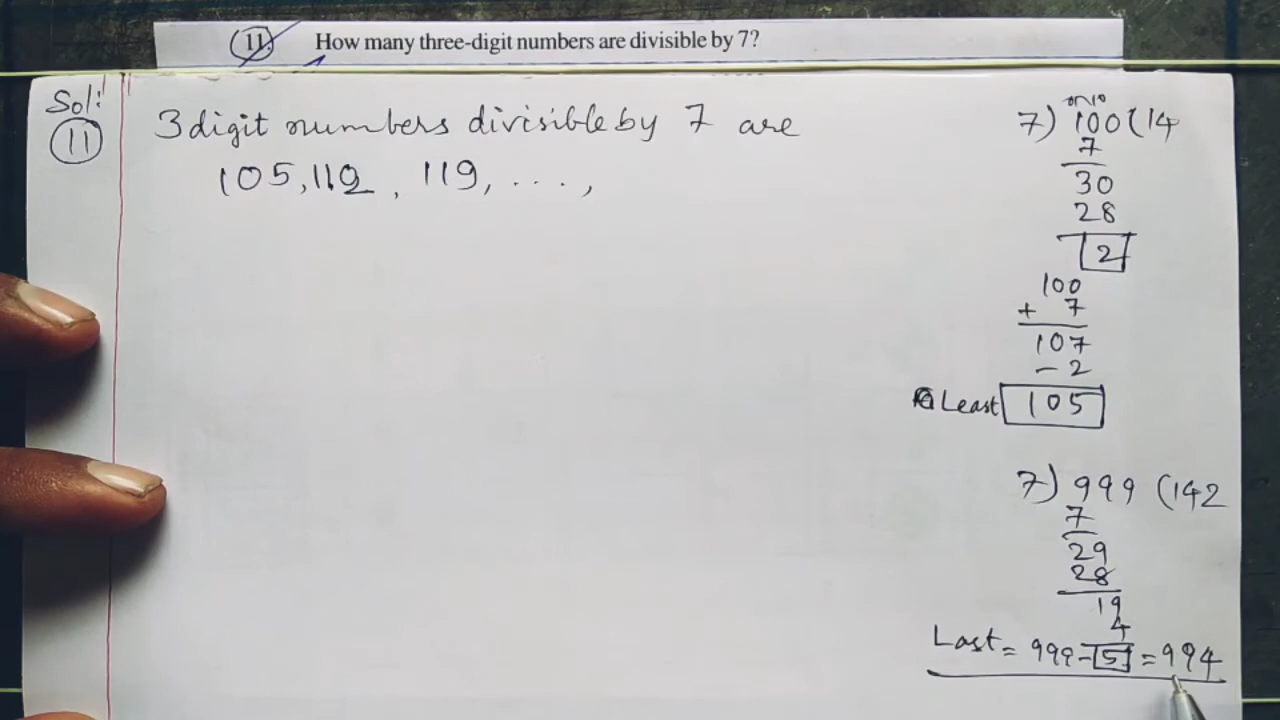 11. How many three-digit numbers are divisible by 7?
Sol:
11
3 digit numbers divisible by 7 are
105, 112, 119, ....,
7) 100 (14
7
30
28
2
100
+ 7
107
- 2
Least 105
7) 999 (142
7
29
28
19
4
Last = 999 - 5 = 994